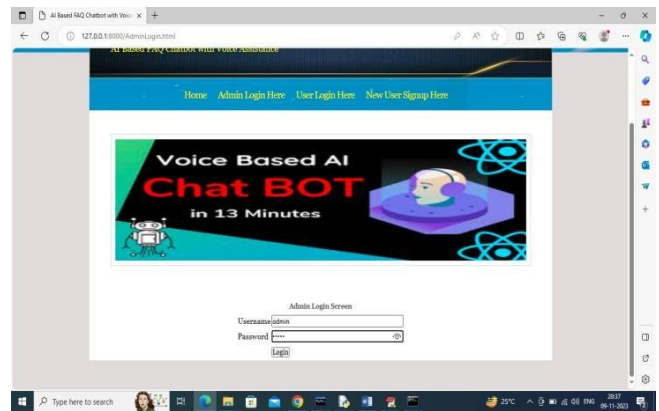 AI Based FAQ Chatbot with Voic
127.0.0.1:8000/AdminLogin.html
AI Based FAQ Chatbot with Voice Assistance
Home Admin Login Here User Login Here New User Signup Here
Voice Based AI
Chat BOT
in 13 Minutes
Admin Login Screen
Username admin
Password •••••
Login
Type here to search
25°C ENG 20:37
09-11-2023